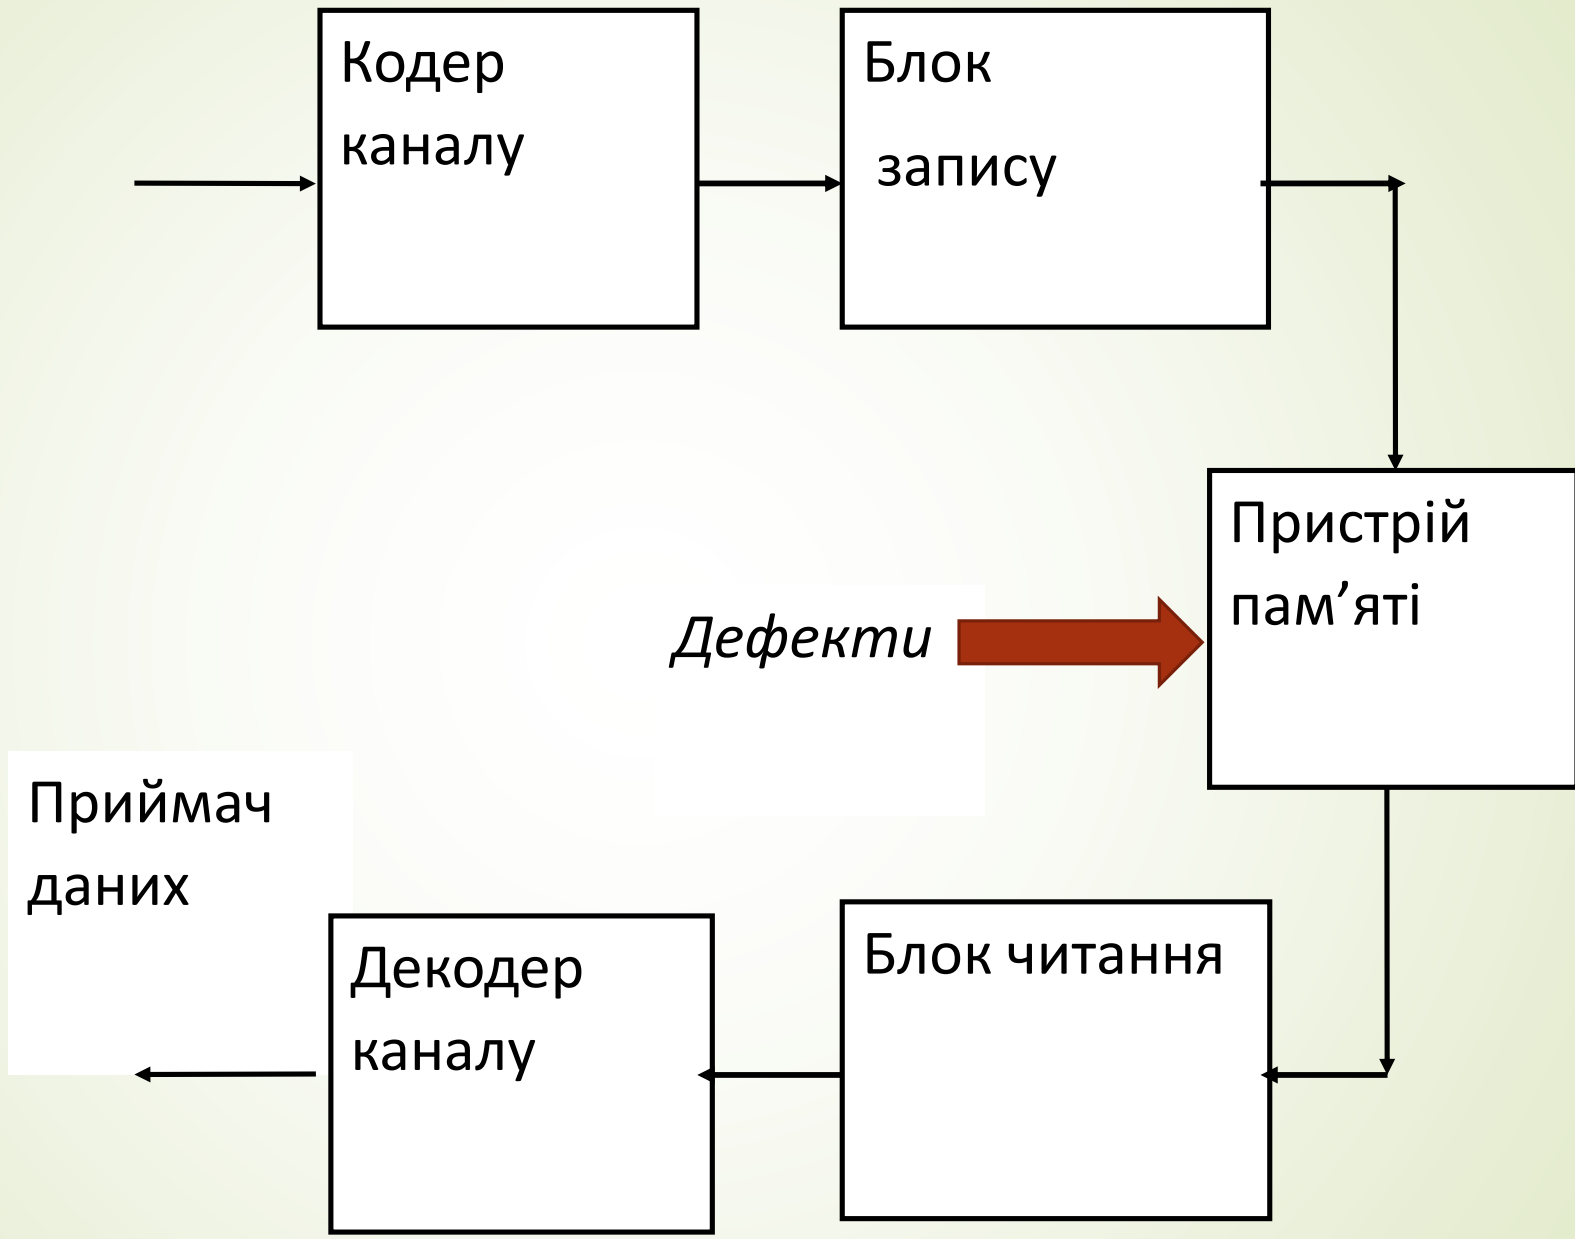 Кодер
каналу
Блок
запису
Пристрій
пам’яті
Дефекти
Приймач
даних
Декодер
каналу
Блок читання